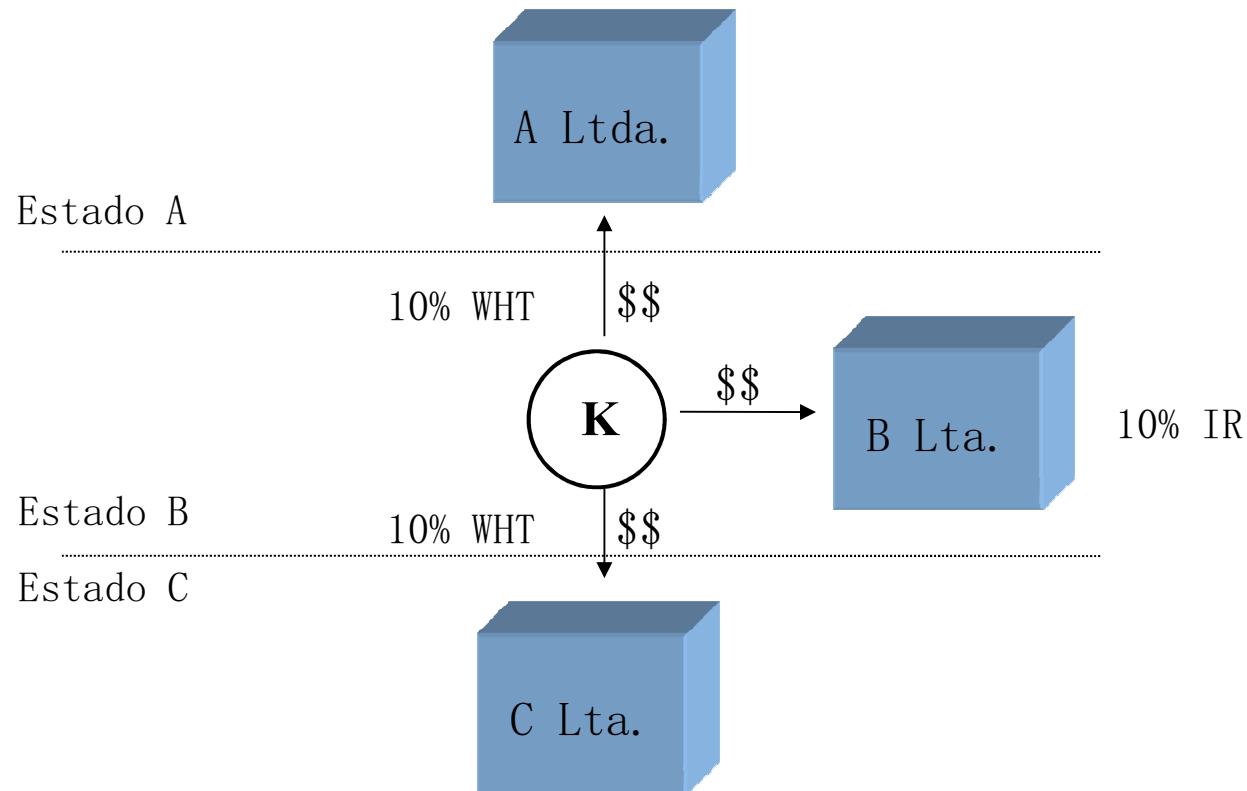 A Ltda.
Estado A
10% WHT
$$
$$
K
B Lta.
10% IR
Estado B
10% WHT
$$
Estado C
C Lta.